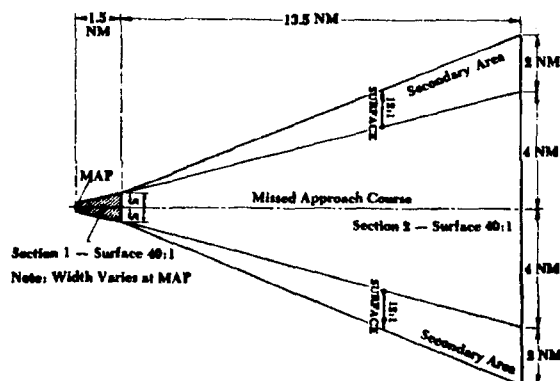 1.5
NM
13.5 NM
Secondary Area
2 NM
SURFACE
12:1
4 NM
MAP
Missed Approach Course
Section 1 — Surface 40:1
Section 2 — Surface 40:1
Note: Width Varies at MAP
4 NM
SURFACE
12:1
Secondary Area
2 NM